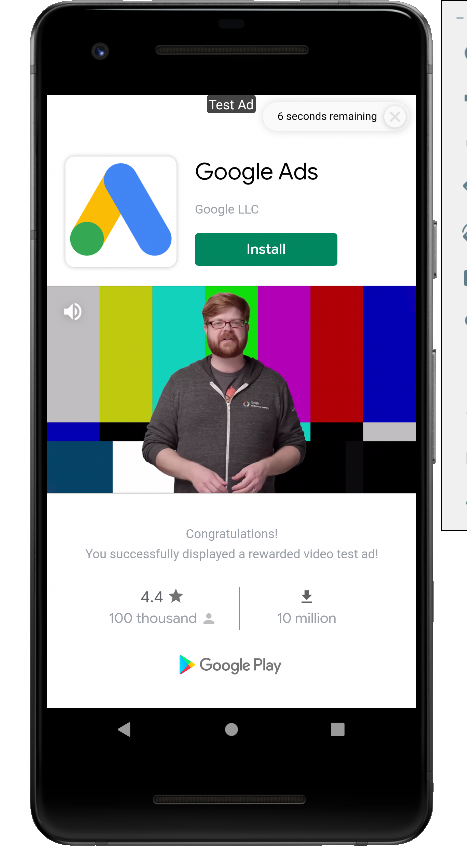 Test Ad
6 seconds remaining
Google Ads
Google LLC
Install
Congratulations!
You successfully displayed a rewarded video test ad!
4.4
100 thousand
10 million
Google Play